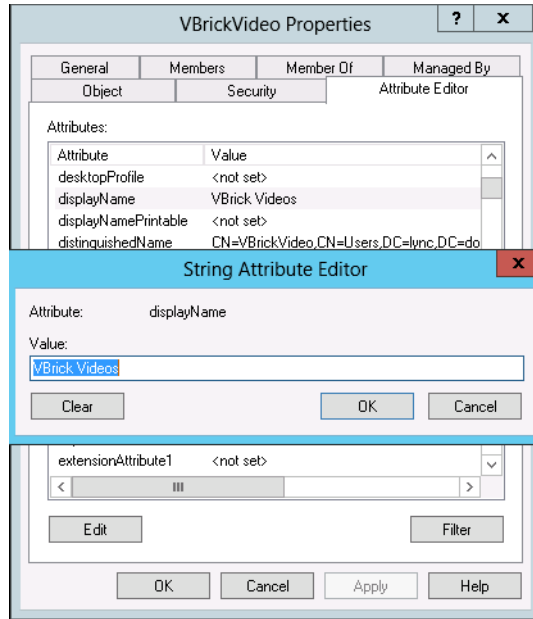 VBrickVideo Properties
? x
General Members Member Of Managed By
Object Security Attribute Editor
Attributes:
Attribute Value
desktopProfile <not set>
displayName VBrick Videos
displayNamePrintable <not set>
distinguishedName CN=VBrickVideo,CN=Users,DC=lync,DC=do
String Attribute Editor
x
Attribute: displayName
Value:
VBrick Videos
Clear OK Cancel
extensionAttribute1 <not set>
Edit Filter
OK Cancel Apply Help